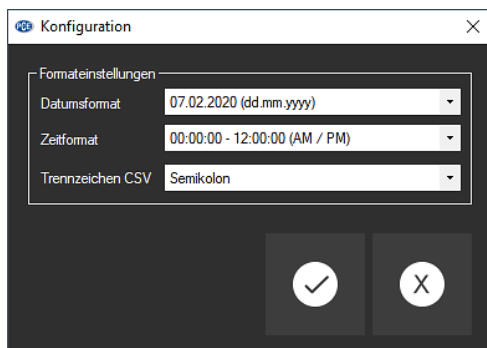 PCE Konfiguration
Formateinstellungen
Datumsformat 07.02.2020 (dd.mm.yyyy)
Zeitformat 00:00:00 - 12:00:00 (AM / PM)
Trennzeichen CSV Semikolon
X